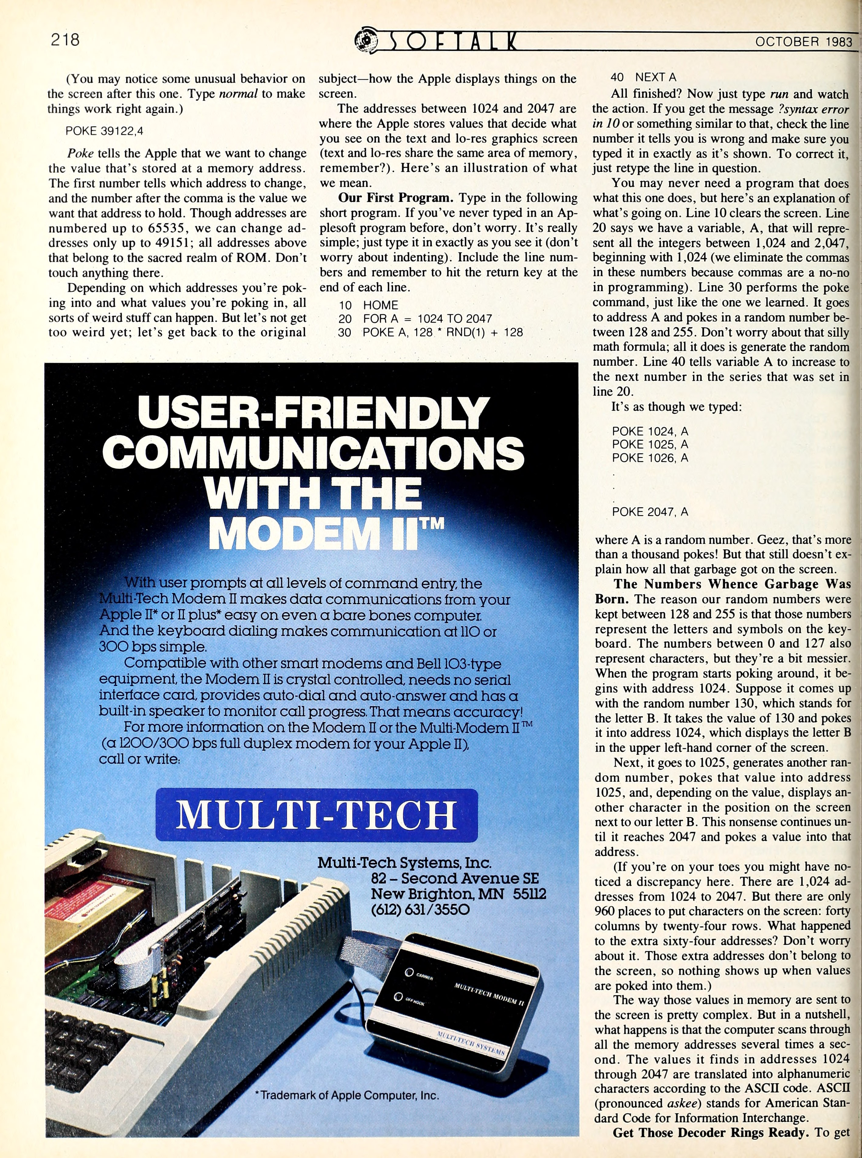 218
SOFTALK
OCTOBER 1983
(You may notice some unusual behavior on
the screen after this one. Type normal to make
things work right again.)
POKE 39122,4
Poke tells the Apple that we want to change
the value that's stored at a memory address.
The first number tells which address to change,
and the number after the comma is the value we
want that address to hold. Though addresses are
numbered up to 65535, we can change ad-
dresses only up to 49151; all addresses above
that belong to the sacred realm of ROM. Don't
touch anything there.
Depending on which addresses you're pok-
ing into and what values you're poking in, all
sorts of weird stuff can happen. But let's not get
too weird yet; let's get back to the original
subject—how the Apple displays things on the
screen.
The addresses between 1024 and 2047 are
where the Apple stores values that decide what
you see on the text and lo-res graphics screen
(text and lo-res share the same area of memory,
remember?). Here's an illustration of what
we mean.
Our First Program. Type in the following
short program. If you've never typed in an Ap-
plesoft program before, don't worry. It's really
simple; just type it in exactly as you see it (don't
worry about indenting). Include the line num-
bers and remember to hit the return key at the
end of each line.
10 HOME
20 FOR A = 1024 TO 2047
30 POKE A, 128 * RND(1) + 128
40 NEXT A
All finished? Now just type run and watch
the action. If you get the message ?syntax error
in 10 or something similar to that, check the line
number it tells you is wrong and make sure you
typed it in exactly as it's shown. To correct it,
just retype the line in question.
You may never need a program that does
what this one does, but here's an explanation of
what's going on. Line 10 clears the screen. Line
20 says we have a variable, A, that will repre-
sent all the integers between 1,024 and 2,047,
beginning with 1,024 (we eliminate the commas
in these numbers because commas are a no-no
in programming). Line 30 performs the poke
command, just like the one we learned. It goes
to address A and pokes in a random number be-
tween 128 and 255. Don't worry about that silly
math formula; all it does is generate the random
number. Line 40 tells variable A to increase to
the next number in the series that was set in
line 20.
It's as though we typed:
POKE 1024, A
POKE 1025, A
POKE 1026, A
.
.
.
POKE 2047, A
where A is a random number. Geez, that's more
than a thousand pokes! But that still doesn't ex-
plain how all that garbage got on the screen.
The Numbers Whence Garbage Was
Born. The reason our random numbers were
kept between 128 and 255 is that those numbers
represent the letters and symbols on the key-
board. The numbers between 0 and 127 also
represent characters, but they're a bit messier.
When the program starts poking around, it be-
gins with address 1024. Suppose it comes up
with the random number 130, which stands for
the letter B. It takes the value of 130 and pokes
it into address 1024, which displays the letter B
in the upper left-hand corner of the screen.
Next, it goes to 1025, generates another ran-
dom number, pokes that value into address
1025, and, depending on the value, displays an-
other character in the position on the screen
next to our letter B. This nonsense continues un-
til it reaches 2047 and pokes a value into that
address.
(If you're on your toes you might have no-
ticed a discrepancy here. There are 1,024 ad-
dresses from 1024 to 2047. But there are only
960 places to put characters on the screen: forty
columns by twenty-four rows. What happened
to the extra sixty-four addresses? Don't worry
about it. Those extra addresses don't belong to
the screen, so nothing shows up when values
are poked into them.)
The way those values in memory are sent to
the screen is pretty complex. But in a nutshell,
what happens is that the computer scans through
all the memory addresses several times a sec-
ond. The values it finds in addresses 1024
through 2047 are translated into alphanumeric
characters according to the ASCII code. ASCII
(pronounced askee) stands for American Stan-
dard Code for Information Interchange.
Get Those Decoder Rings Ready. To get
USER-FRIENDLY
COMMUNICATIONS
WITH THE
MODEM II™
With user prompts at all levels of command entry, the
Multi-Tech Modem II makes data communications from your
Apple II* or II plus* easy on even a bare bones computer.
And the keyboard dialing makes communication at 110 or
300 bps simple.
Compatible with other smart modems and Bell 103-type
equipment, the Modem II is crystal controlled, needs no serial
interface card, provides auto-dial and auto-answer and has a
built-in speaker to monitor call progress. That means accuracy!
For more information on the Modem II or the Multi-Modem II™
(a 1200/300 bps full duplex modem for your Apple II),
call or write:
MULTI-TECH
Multi-Tech Systems, Inc.
82 – Second Avenue SE
New Brighton, MN 55112
(612) 631/3550
CARRIER
OFF HOOK
MULTI-TECH MODEM II
MULTI-TECH SYSTEMS
*Trademark of Apple Computer, Inc.